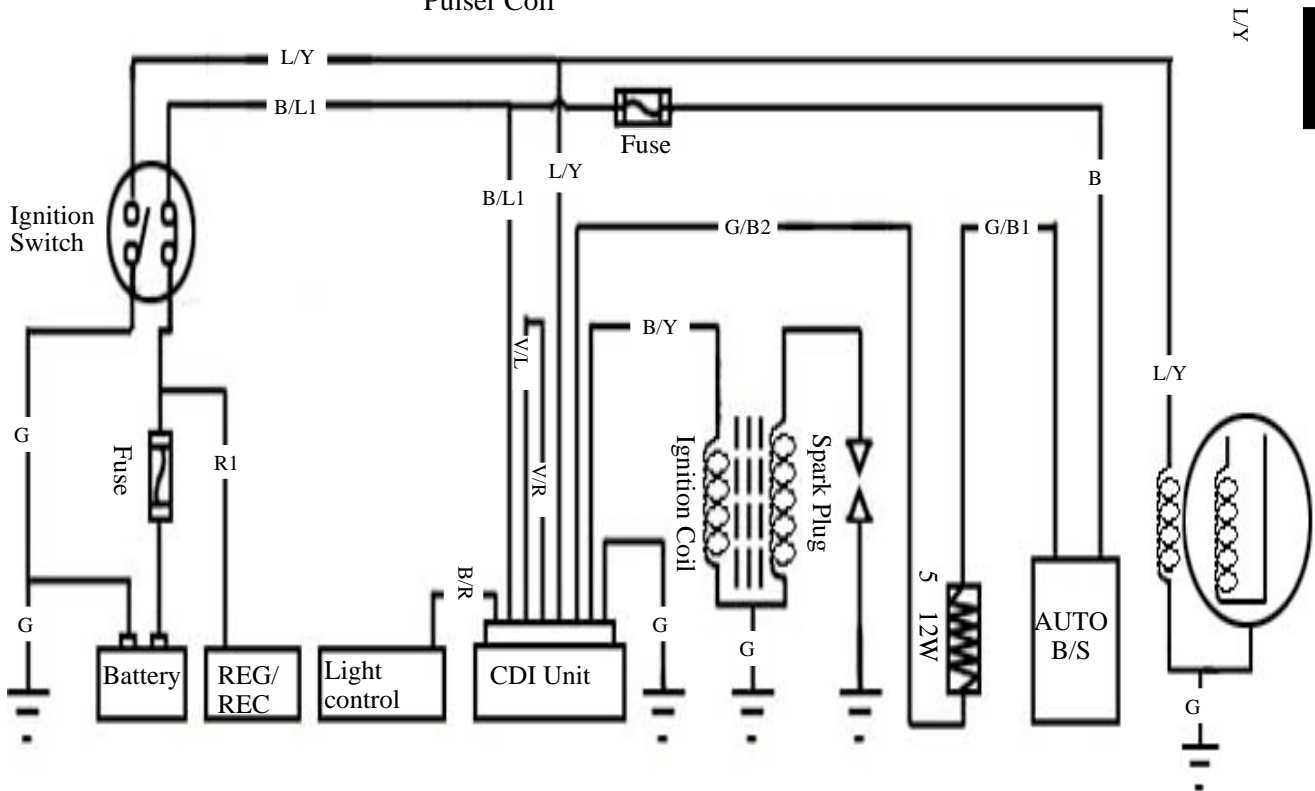 Pulser Coil
L/Y
L/Y
B/L1
Fuse
L/Y
B
B/L1
Ignition
Switch
G/B2
G/B1
B/Y
V/L
L/Y
G
Fuse
R1
V/R
Ignition Coil
Spark Plug
B/R
5 12W
G
G
G
AUTO
B/S
Battery
REG/
REC
Light
control
CDI Unit
G